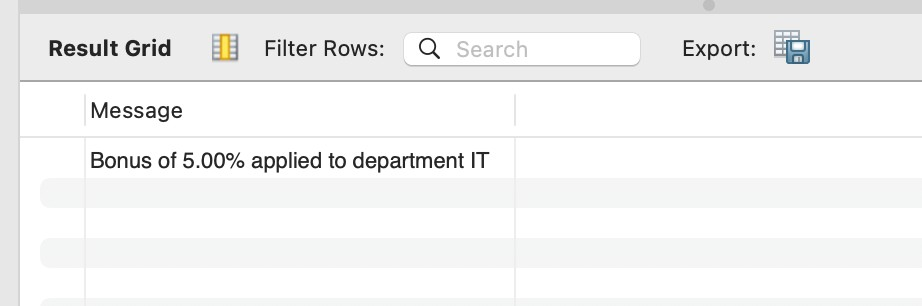 Result Grid Filter Rows: Search Export:
Message
Bonus of 5.00% applied to department IT